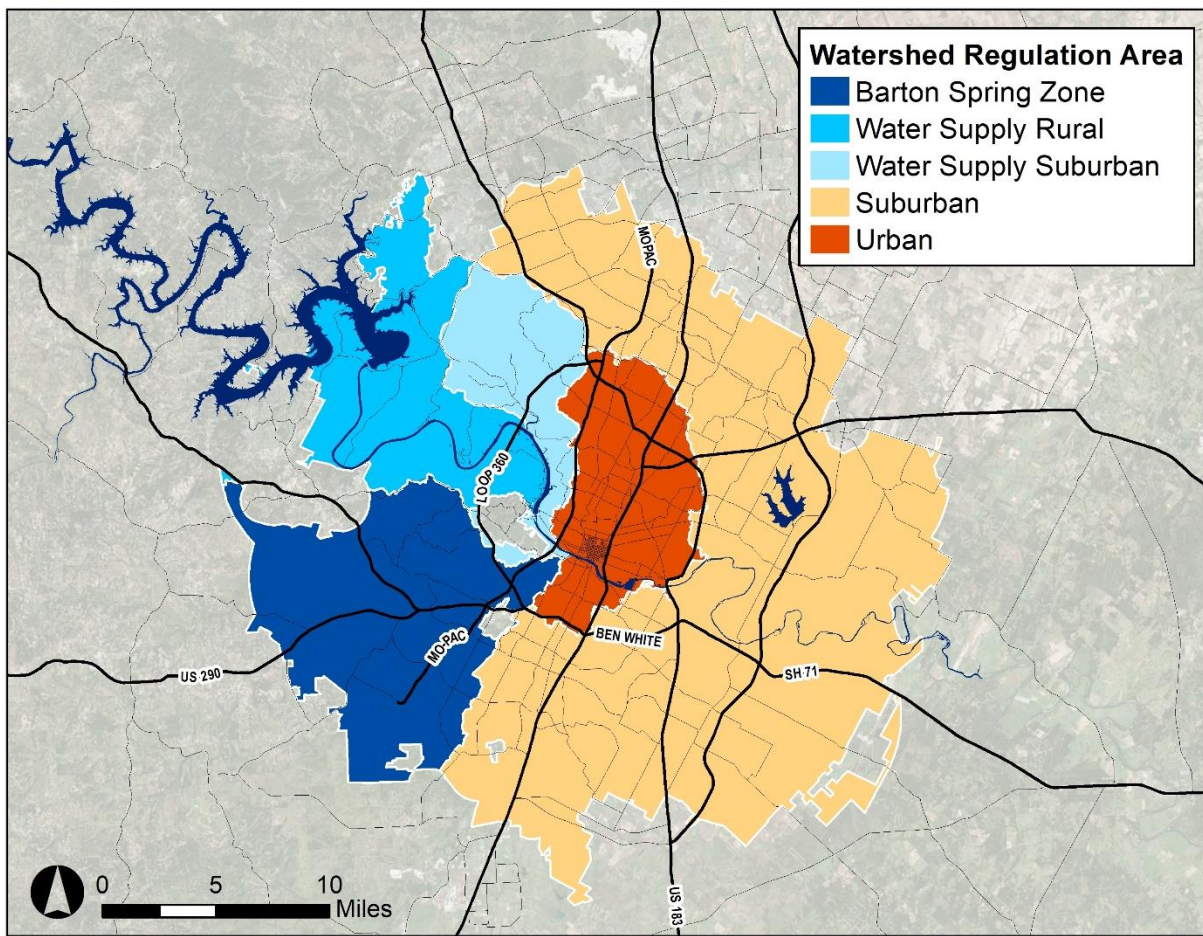 Watershed Regulation Area
Barton Spring Zone
Water Supply Rural
Water Supply Suburban
Suburban
Urban
MOPAC
LOOP 360
BEN WHITE
MO-PAC
US 290
SH 71
US 183
0 5 10
Miles